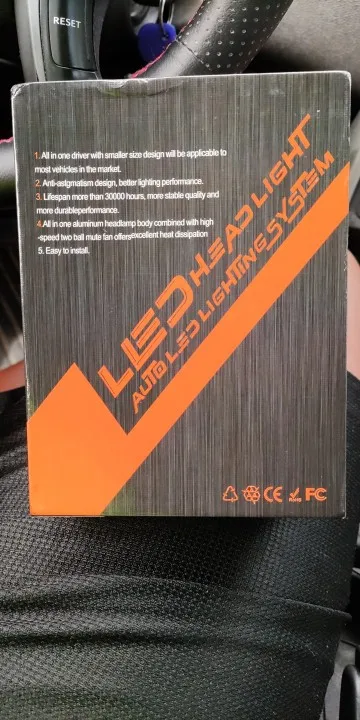 RESET
1.All in one driver with smaller size design will be applicable to
most vehicles in the market.
2. Anti-astgmatism design, better lighting performance.
3. Lifespan more than 30000 hours, more stable quality and
more durableperformance.
4.All in one aluminum headlamp body combined with high
-speed two ball mute fan offersexcellent heat dissipation
5. Easy to install.
LED HEAD LIGHT
AUTO LED LIGHTING SYSTEM
CE RoHS FC